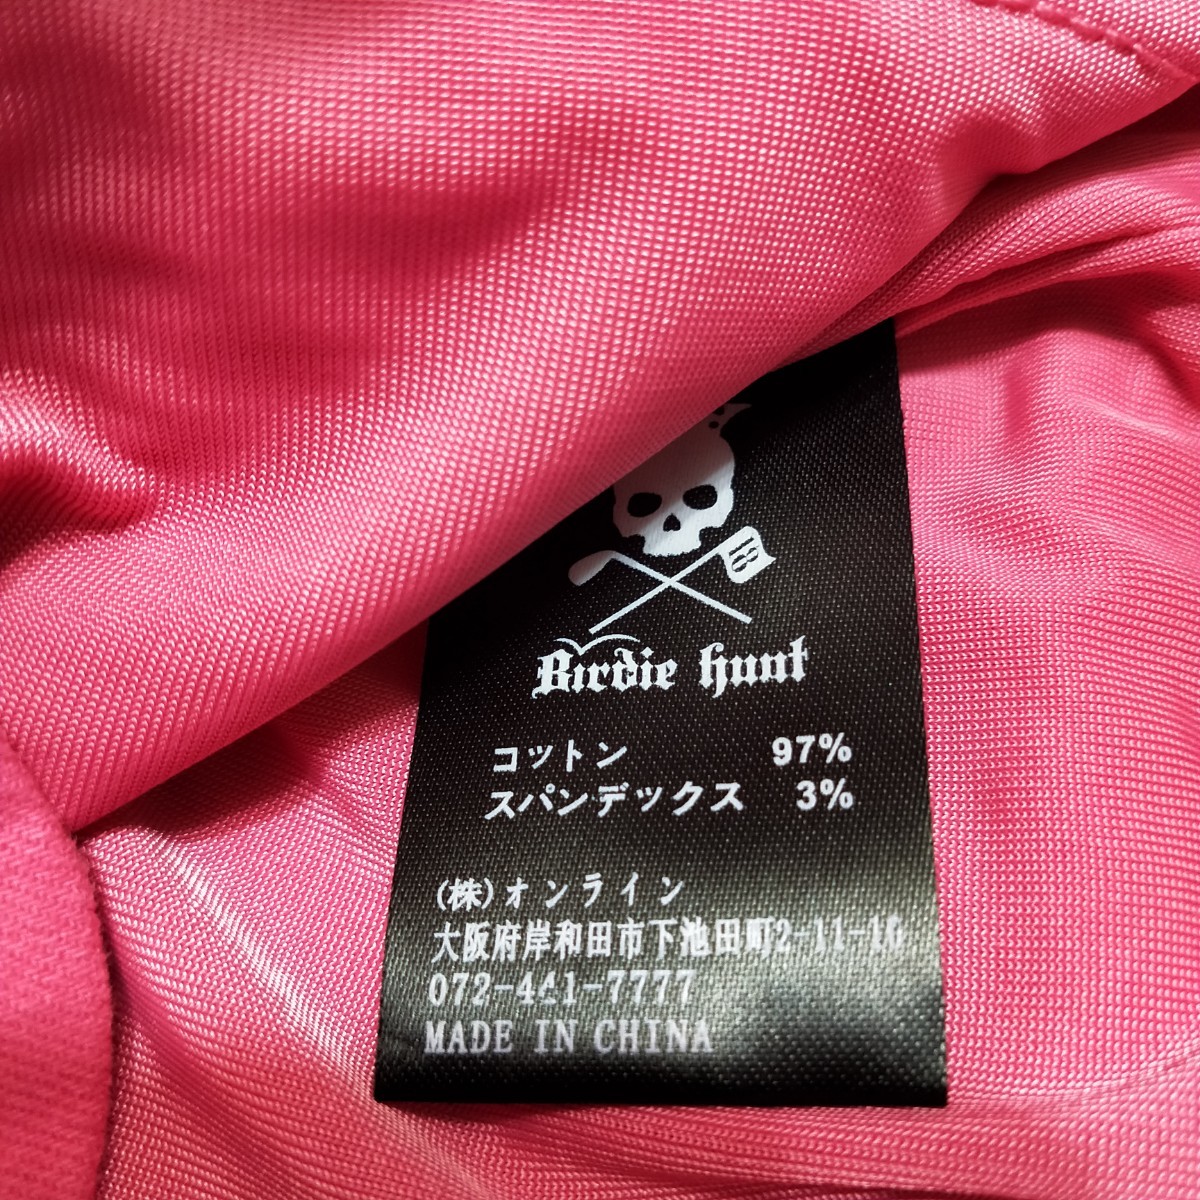 18
Birdie hunt
コットン 97%
スパンデックス 3%
(株)オンライン
大阪府岸和田市下池田町2-11-16
072-441-7777
MADE IN CHINA